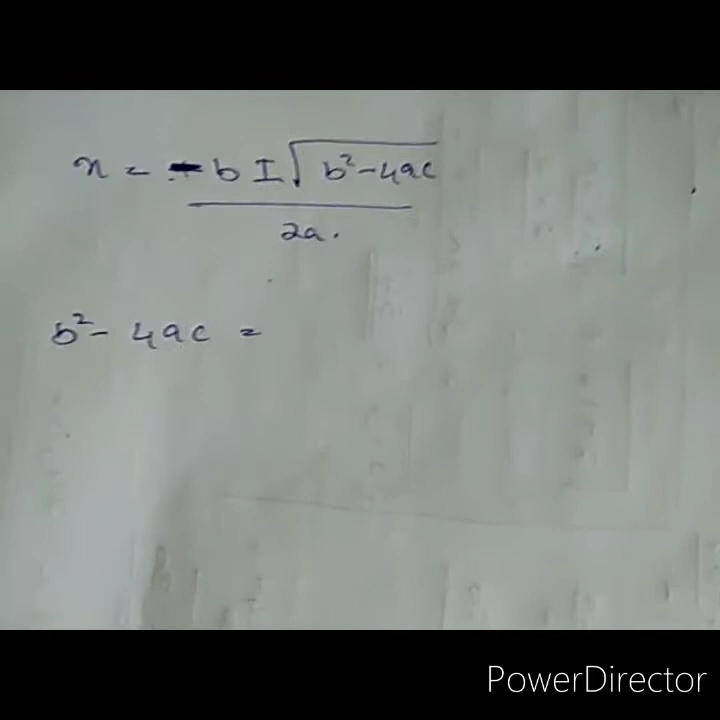 x = -b ± √b²-4ac
2a.
b²- 4ac =
PowerDirector